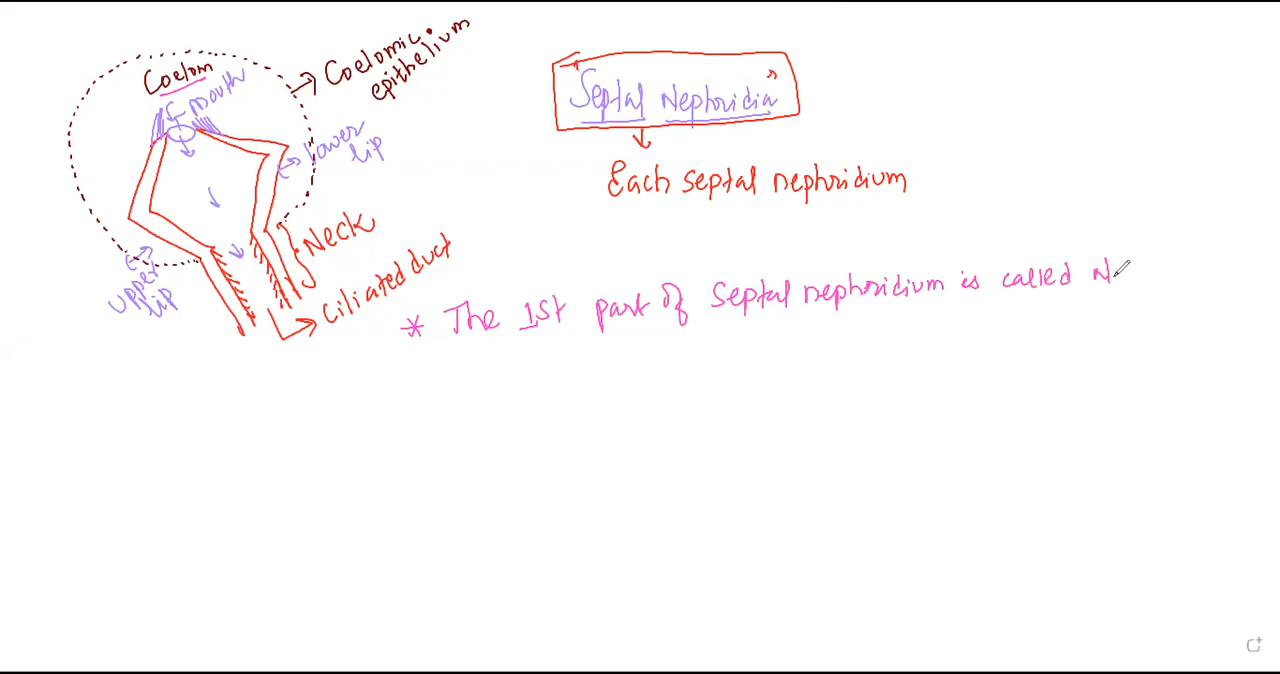 Coelom
mouth
→ Coelomic
epithelium
Lower
lip
Neck
Ciliated duct
upper
lip
Septal Nephridia
Each septal nephridium
* The 1st part of septal nephridium is called N